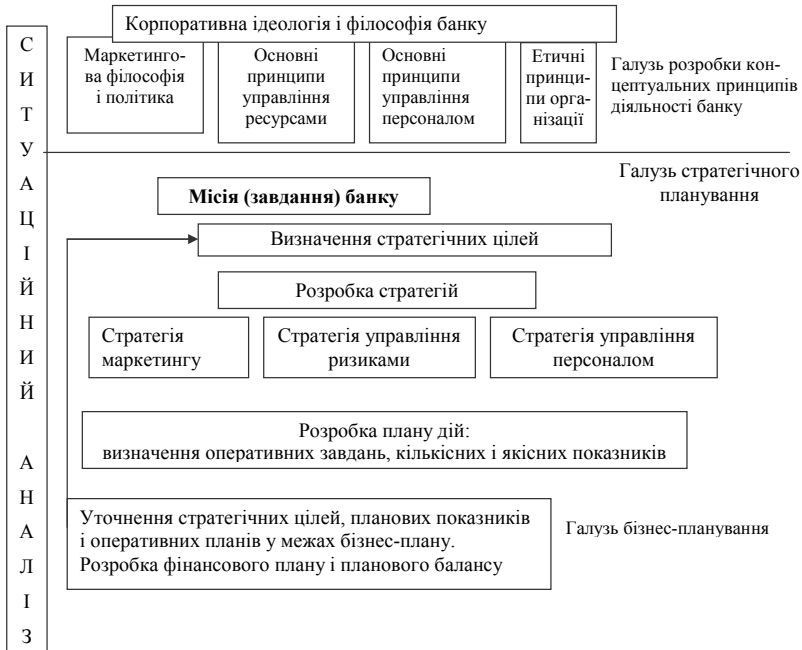 С
И
Т
У
А
Ц
І
Й
Н
И
Й
А
Н
А
Л
І
З
Корпоративна ідеологія і філософія банку
Маркетинго-
ва філософія
і політика
Основні
принципи
управління
ресурсами
Основні
принципи
управління
персоналом
Етичні
принци-
пи орга-
нізації
Галузь розробки кон-
цептуальних принципів
діяльності банку
Галузь стратегічного
планування
Місія (завдання) банку
Визначення стратегічних цілей
Розробка стратегій
Стратегія
маркетингу
Стратегія управління
ризиками
Стратегія управління
персоналом
Розробка плану дій:
визначення оперативних завдань, кількісних і якісних показників
Уточнення стратегічних цілей, планових показників
і оперативних планів у межах бізнес-плану.
Розробка фінансового плану і планового балансу
Галузь бізнес-планування